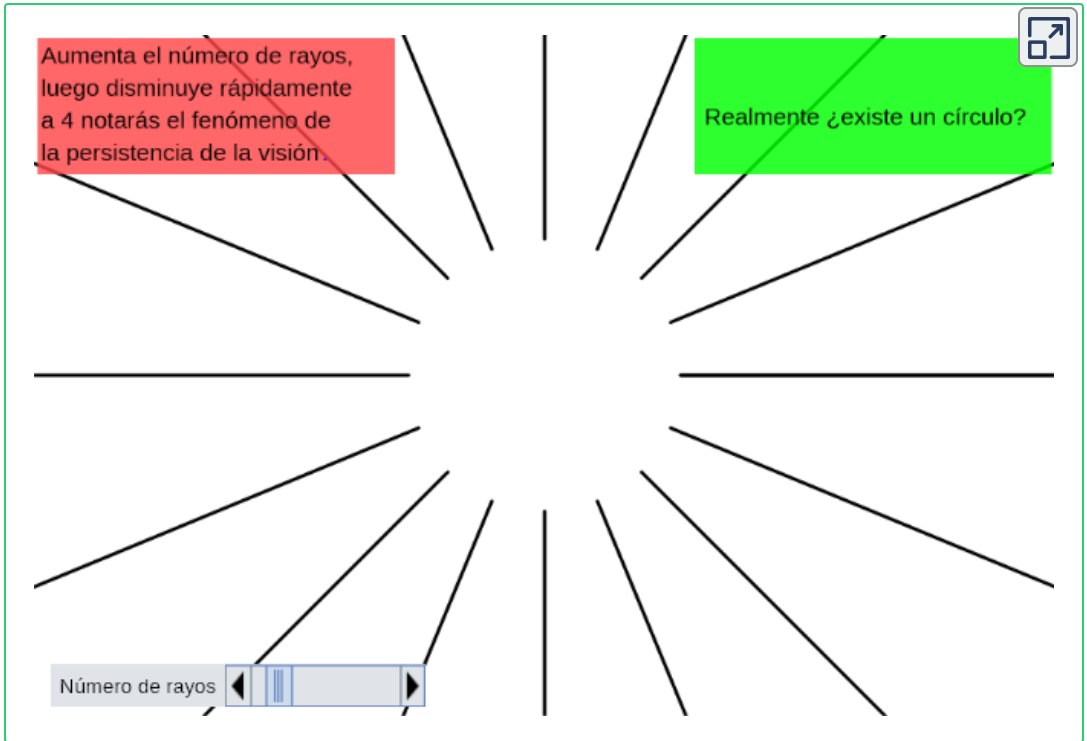 Aumenta el número de rayos,
luego disminuye rápidamente
a 4 notarás el fenómeno de
la persistencia de la visión.
Realmente ¿existe un círculo?
Número de rayos